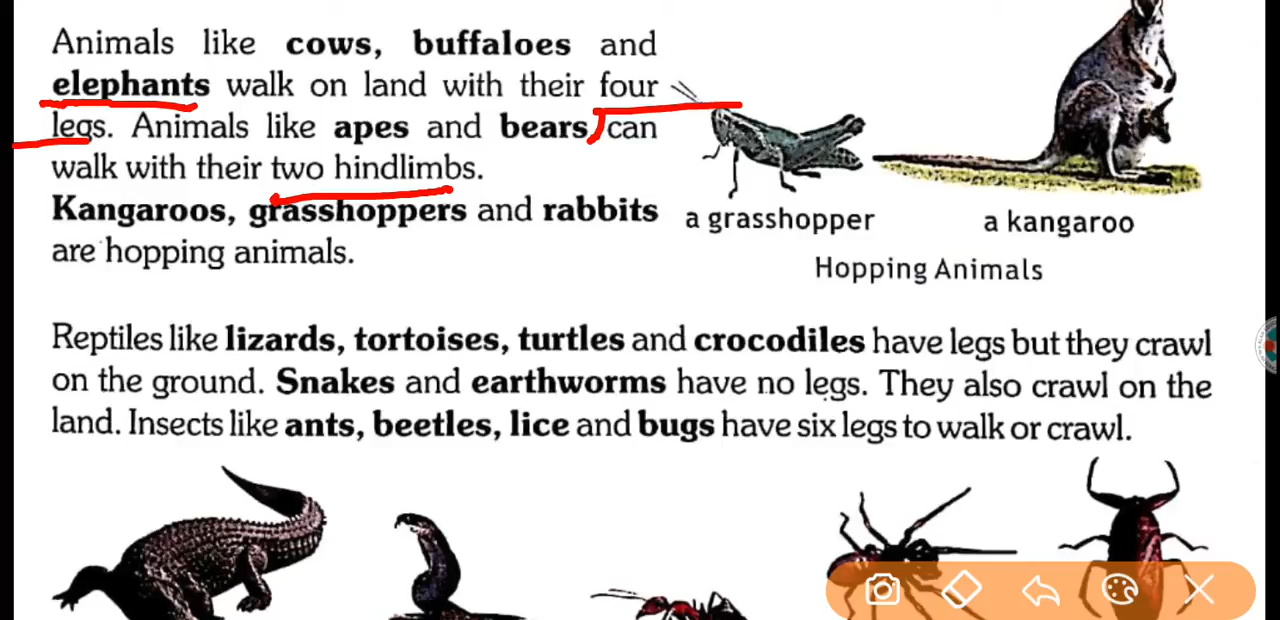 Animals like cows, buffaloes and
elephants walk on land with their four
legs. Animals like apes and bears can
walk with their two hindlimbs.
Kangaroos, grasshoppers and rabbits
are hopping animals.
a grasshopper
a kangaroo
Hopping Animals
Reptiles like lizards, tortoises, turtles and crocodiles have legs but they crawl
on the ground. Snakes and earthworms have no legs. They also crawl on the
land. Insects like ants, beetles, lice and bugs have six legs to walk or crawl.